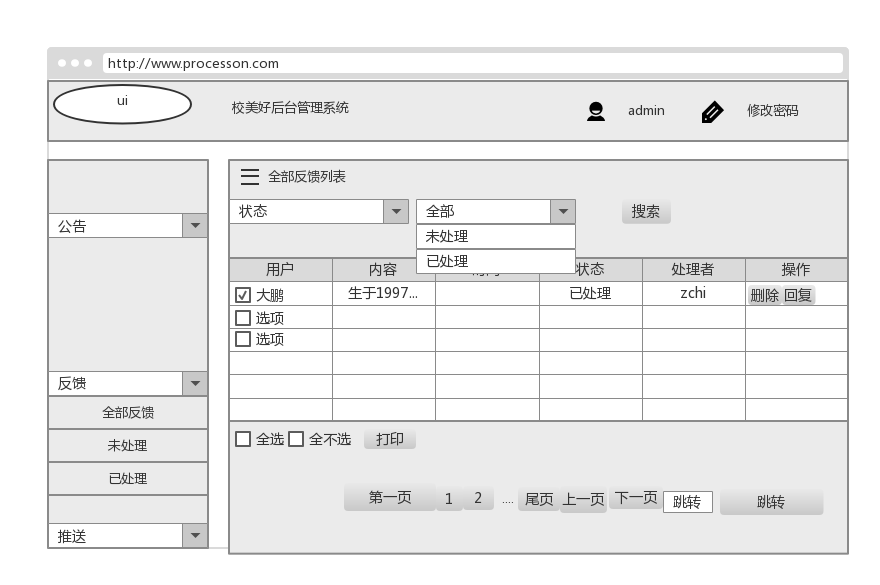 http://www.processon.com
ui
校美好后台管理系统
admin
修改密码
公告
反馈
全部反馈
未处理
已处理
推送
全部反馈列表
状态
全部
搜索
未处理
已处理
用户 内容 状态 处理者 操作
大鹏 生于1997... 已处理 zchi 删除 回复
选项
选项
全选 全不选 打印
第一页 1 2 .... 尾页 上一页 下一页 跳转 跳转